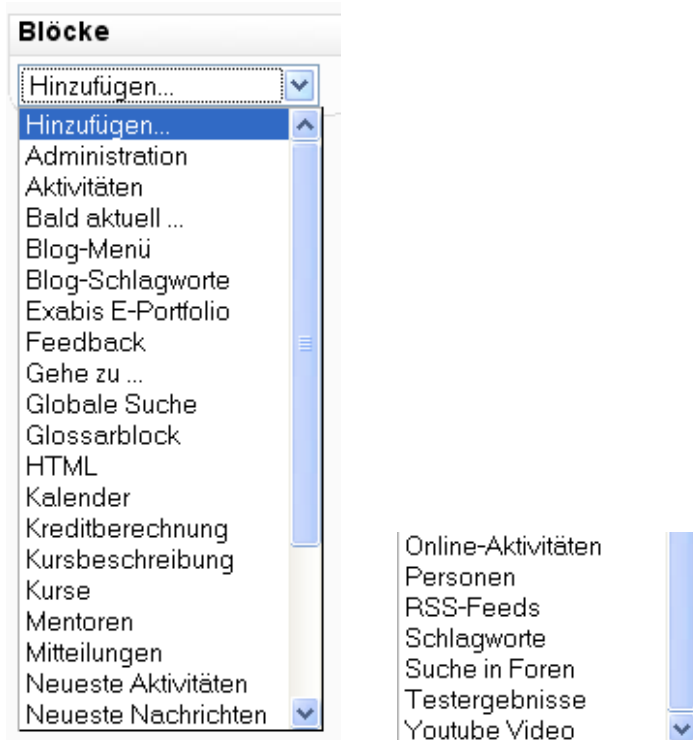 Blöcke
Hinzufügen...
Hinzufügen...
Administration
Aktivitäten
Bald aktuell ...
Blog-Menü
Blog-Schlagworte
Exabis E-Portfolio
Feedback
Gehe zu ...
Globale Suche
Glossarblock
HTML
Kalender
Kreditberechnung
Kursbeschreibung
Kurse
Mentoren
Mitteilungen
Neueste Aktivitäten
Neueste Nachrichten
Online-Aktivitäten
Personen
RSS-Feeds
Schlagworte
Suche in Foren
Testergebnisse
Youtube Video